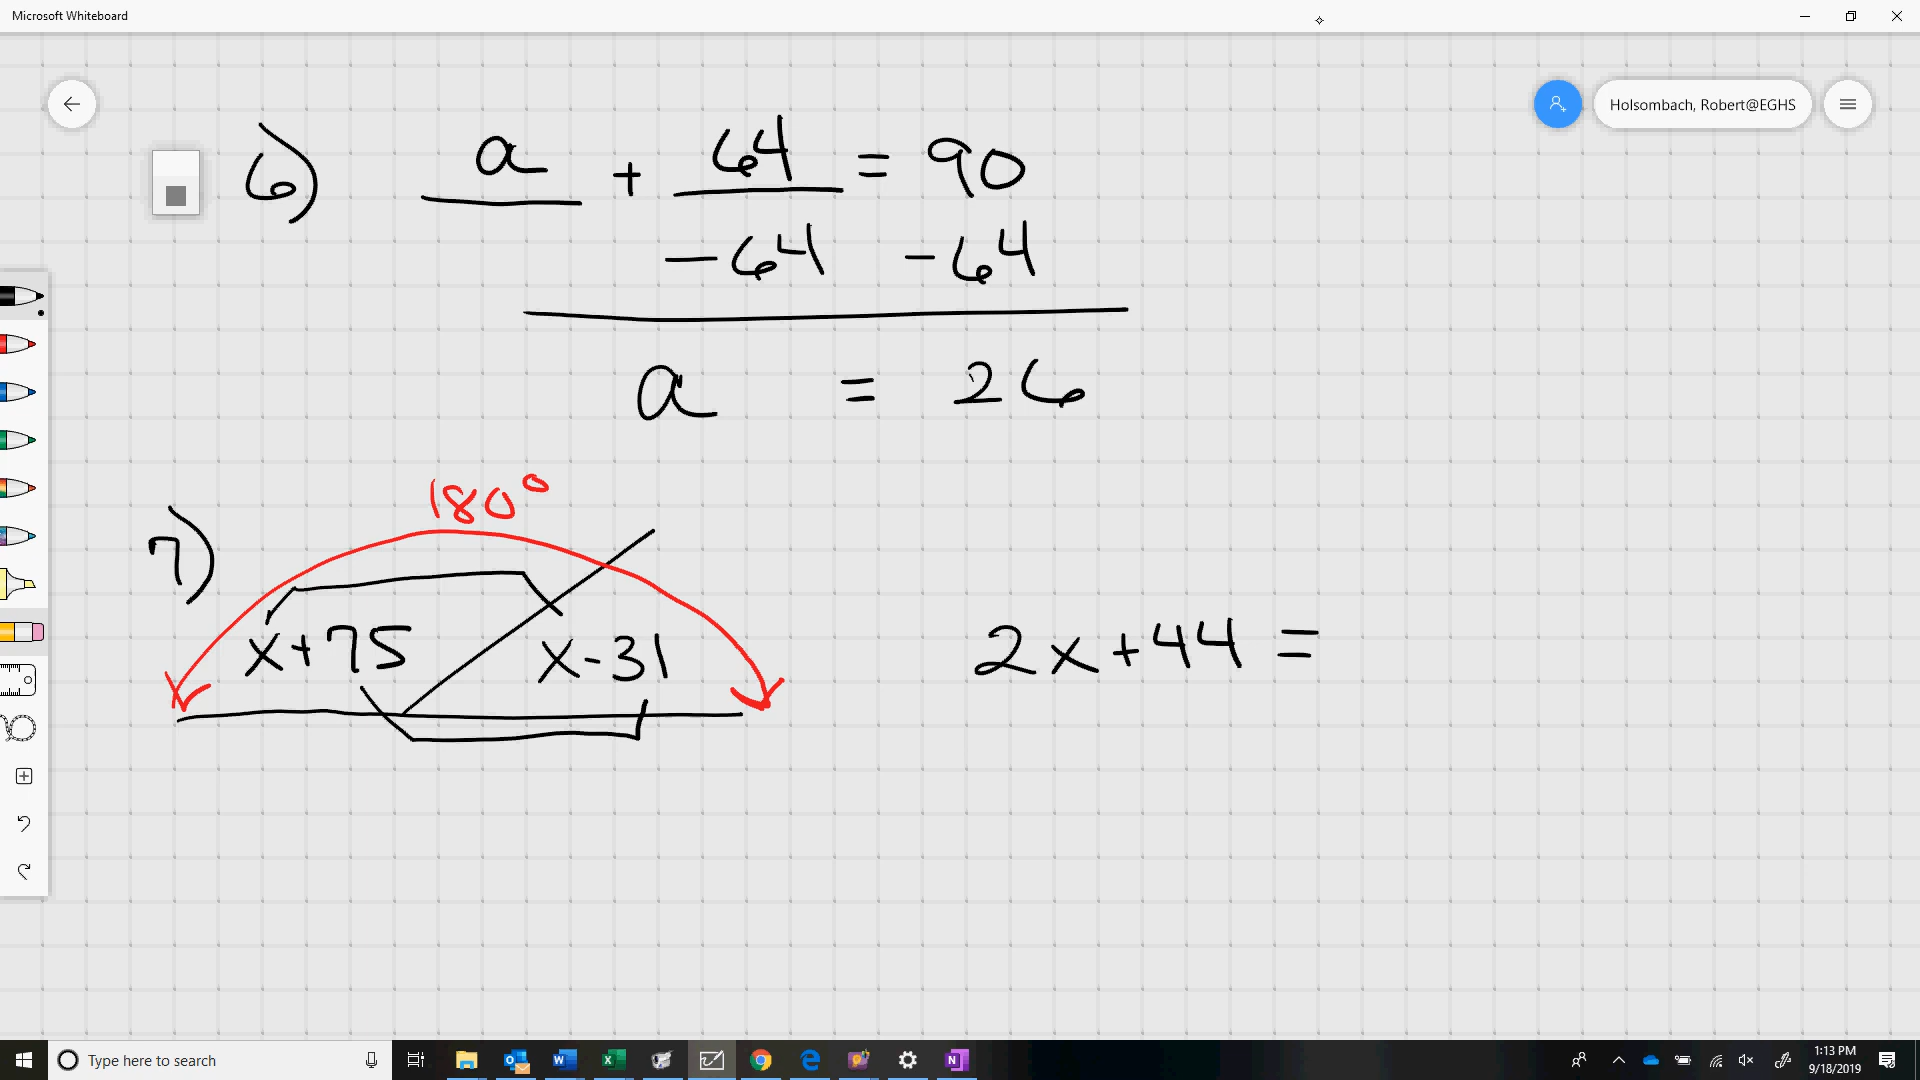 Microsoft Whiteboard
Holsombach, Robert@EGHS
6) a + 64 = 90
-64 -64
a = 26
180°
7)
x+75 x-31
2x+44=
Type here to search
1:13 PM
9/18/2019